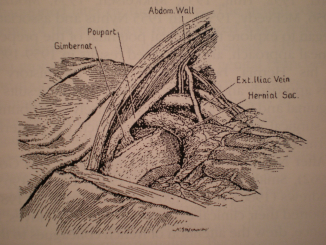 Abdom Wall
Poupart
Gimbernat
Ext. Iliac Vein
Hernial Sac.